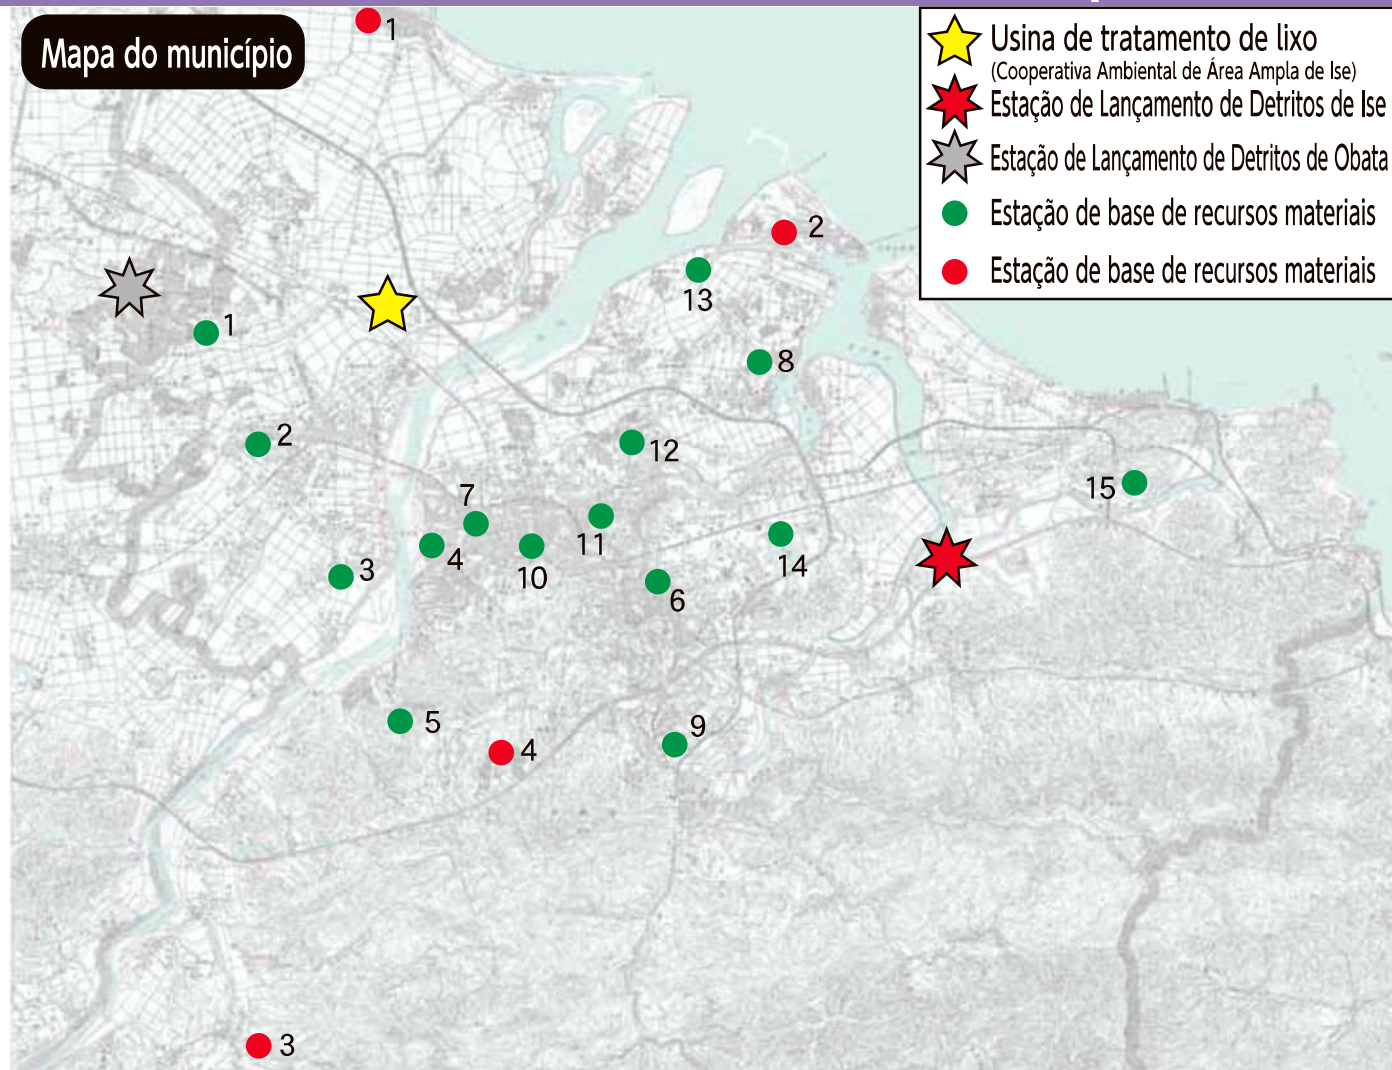 Mapa do município
Usina de tratamento de lixo
(Cooperativa Ambiental de Área Ampla de Ise)
Estação de Lançamento de Detritos de Ise
Estação de Lançamento de Detritos de Obata
Estação de base de recursos materiais
Estação de base de recursos materiais
1
2
13
1
8
2
12
7
15
11
4
10
14
3
6
5
9
4
3